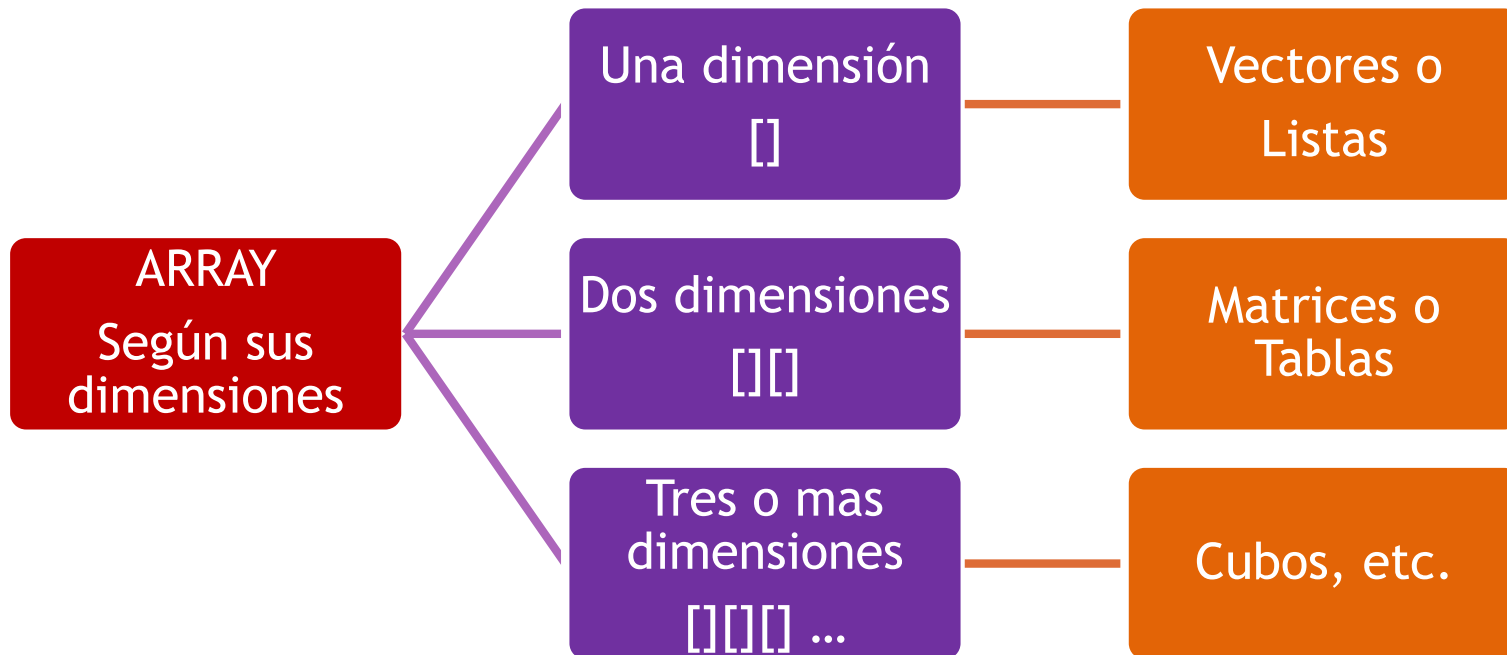 ARRAY
Según sus
dimensiones
Una dimensión
[]
Vectores o
Listas
Dos dimensiones
[][]
Matrices o
Tablas
Tres o mas
dimensiones
[][][] …
Cubos, etc.